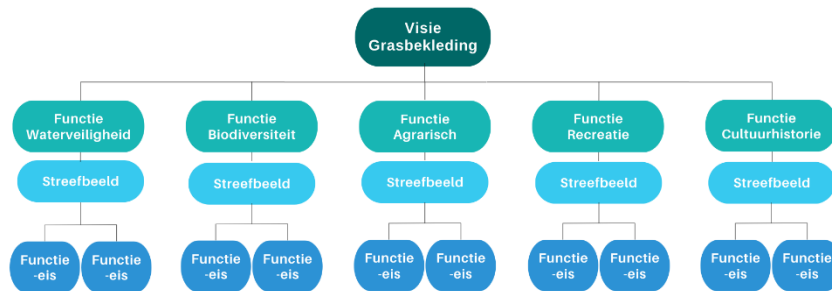 Visie
Grasbekleding
Functie
Waterveiligheid
Functie
Biodiversiteit
Functie
Agrarisch
Functie
Recreatie
Functie
Cultuurhistorie
Streefbeeld
Streefbeeld
Streefbeeld
Streefbeeld
Streefbeeld
Functie
-eis
Functie
-eis
Functie
-eis
Functie
-eis
Functie
-eis
Functie
-eis
Functie
-eis
Functie
-eis
Functie
-eis
Functie
-eis